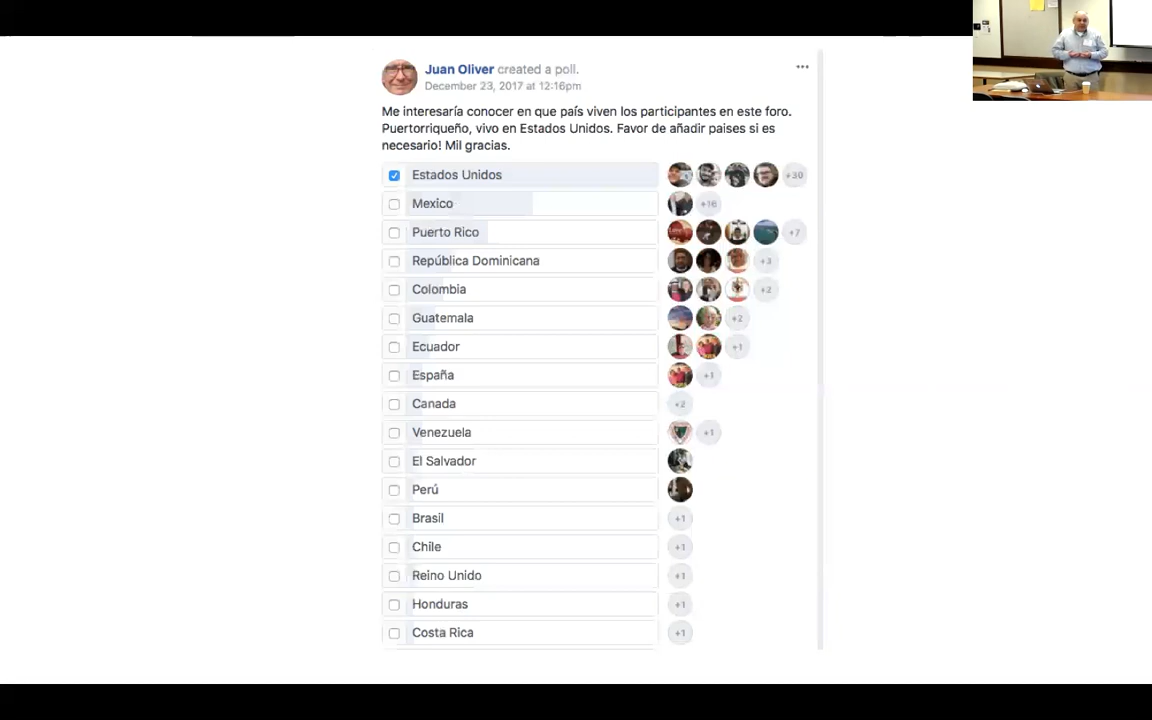 Juan Oliver created a poll.
December 23, 2017 at 12:16pm
Me interesaría conocer en que país viven los participantes en este foro.
Puertorriqueño, vivo en Estados Unidos. Favor de añadir paises si es
necesario! Mil gracias.
Estados Unidos +30
Mexico +16
Puerto Rico +7
República Dominicana +3
Colombia +2
Guatemala +2
Ecuador +1
España +1
Canada +2
Venezuela +1
El Salvador
Perú
Brasil +1
Chile +1
Reino Unido +1
Honduras +1
Costa Rica +1